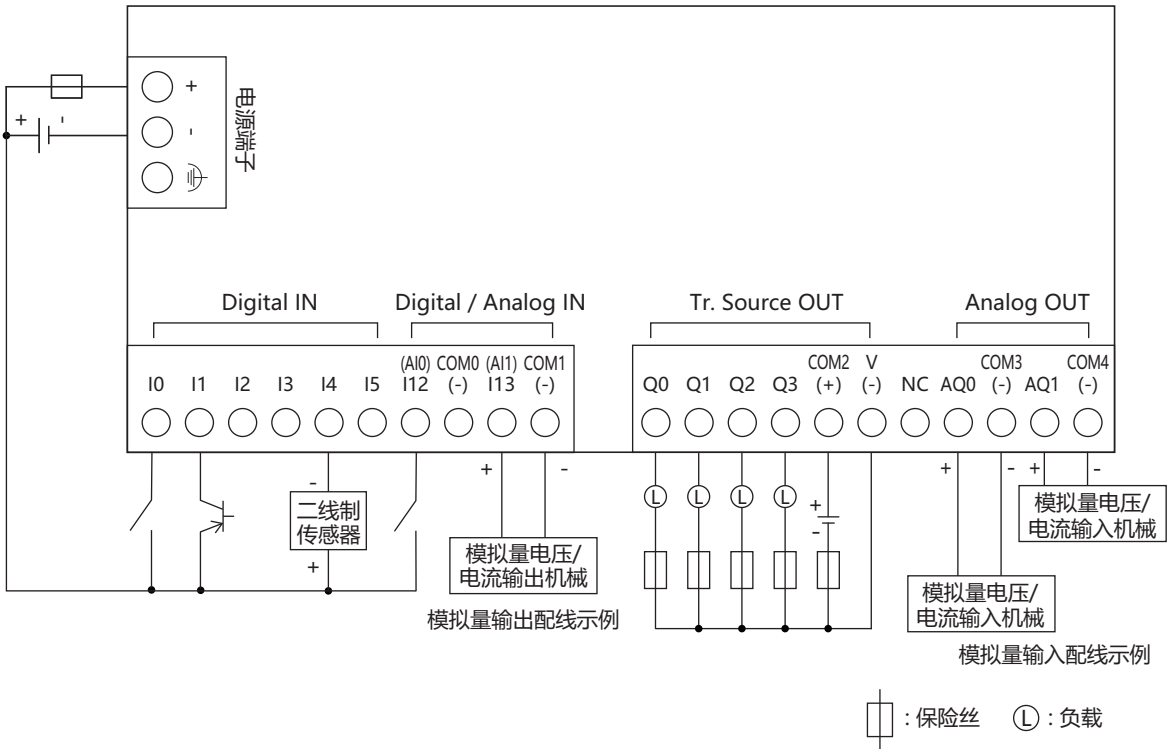 +
-
电源端子
+ -
Digital IN
Digital / Analog IN
Tr. Source OUT
Analog OUT
(AI0) COM0 (AI1) COM1
I0 I1 I2 I3 I4 I5 I12 (-) I13 (-)
COM2 V COM3 COM4
Q0 Q1 Q2 Q3 (+) (-) NC AQ0 (-) AQ1 (-)
-
二线制
传感器
+
+ -
模拟量电压/
电流输出机械
模拟量输出配线示例
L L L L
+
-
+ - + -
模拟量电压/
电流输入机械
模拟量电压/
电流输入机械
模拟量输入配线示例
: 保险丝
L : 负载